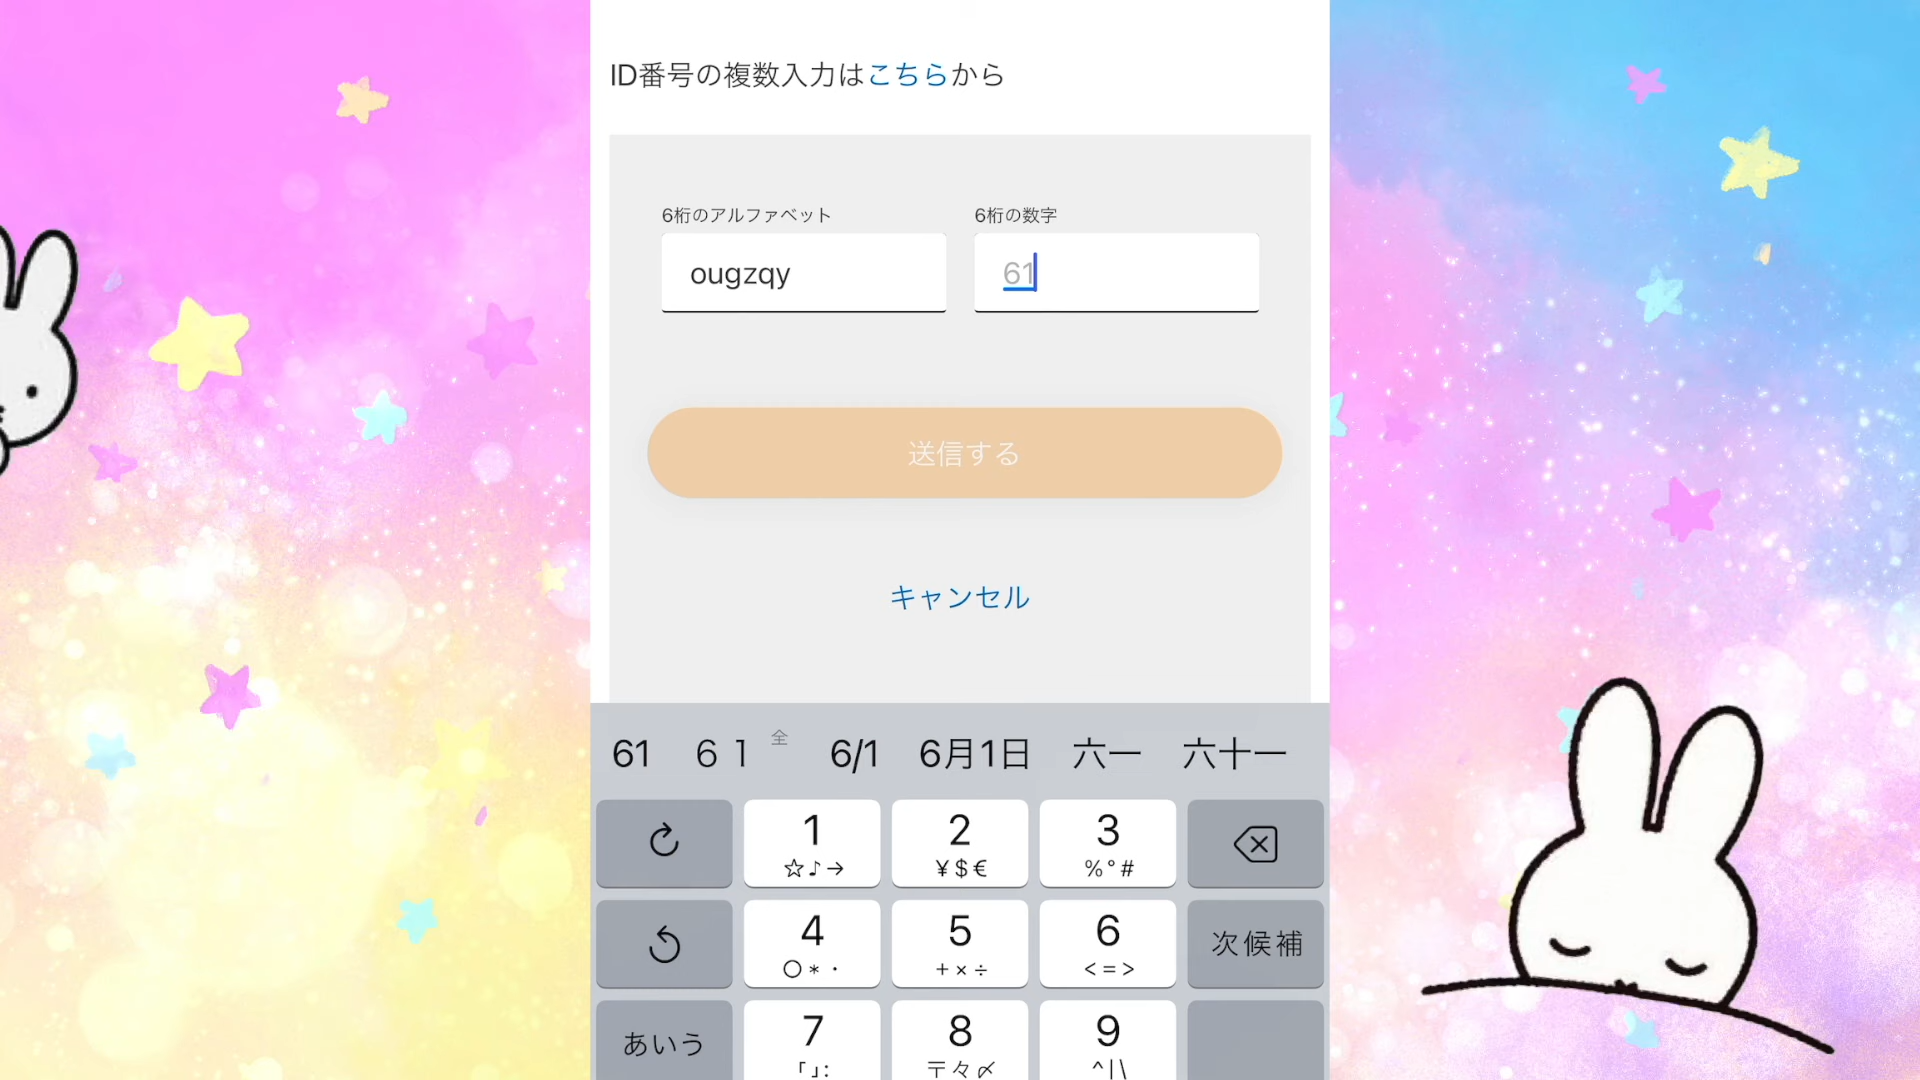 ID番号の複数入力はこちらから
6桁のアルファベット
6桁の数字
ougzqy
61
送信する
キャンセル
61 ６１ 全 6/1 6月1日 六一 六十一
1 2 3
☆♪→ ¥$€ %°#
4 5 6 次候補
○*・ +×÷ <=>
あいう 7 8 9
「」: 〒々〆 ^|\